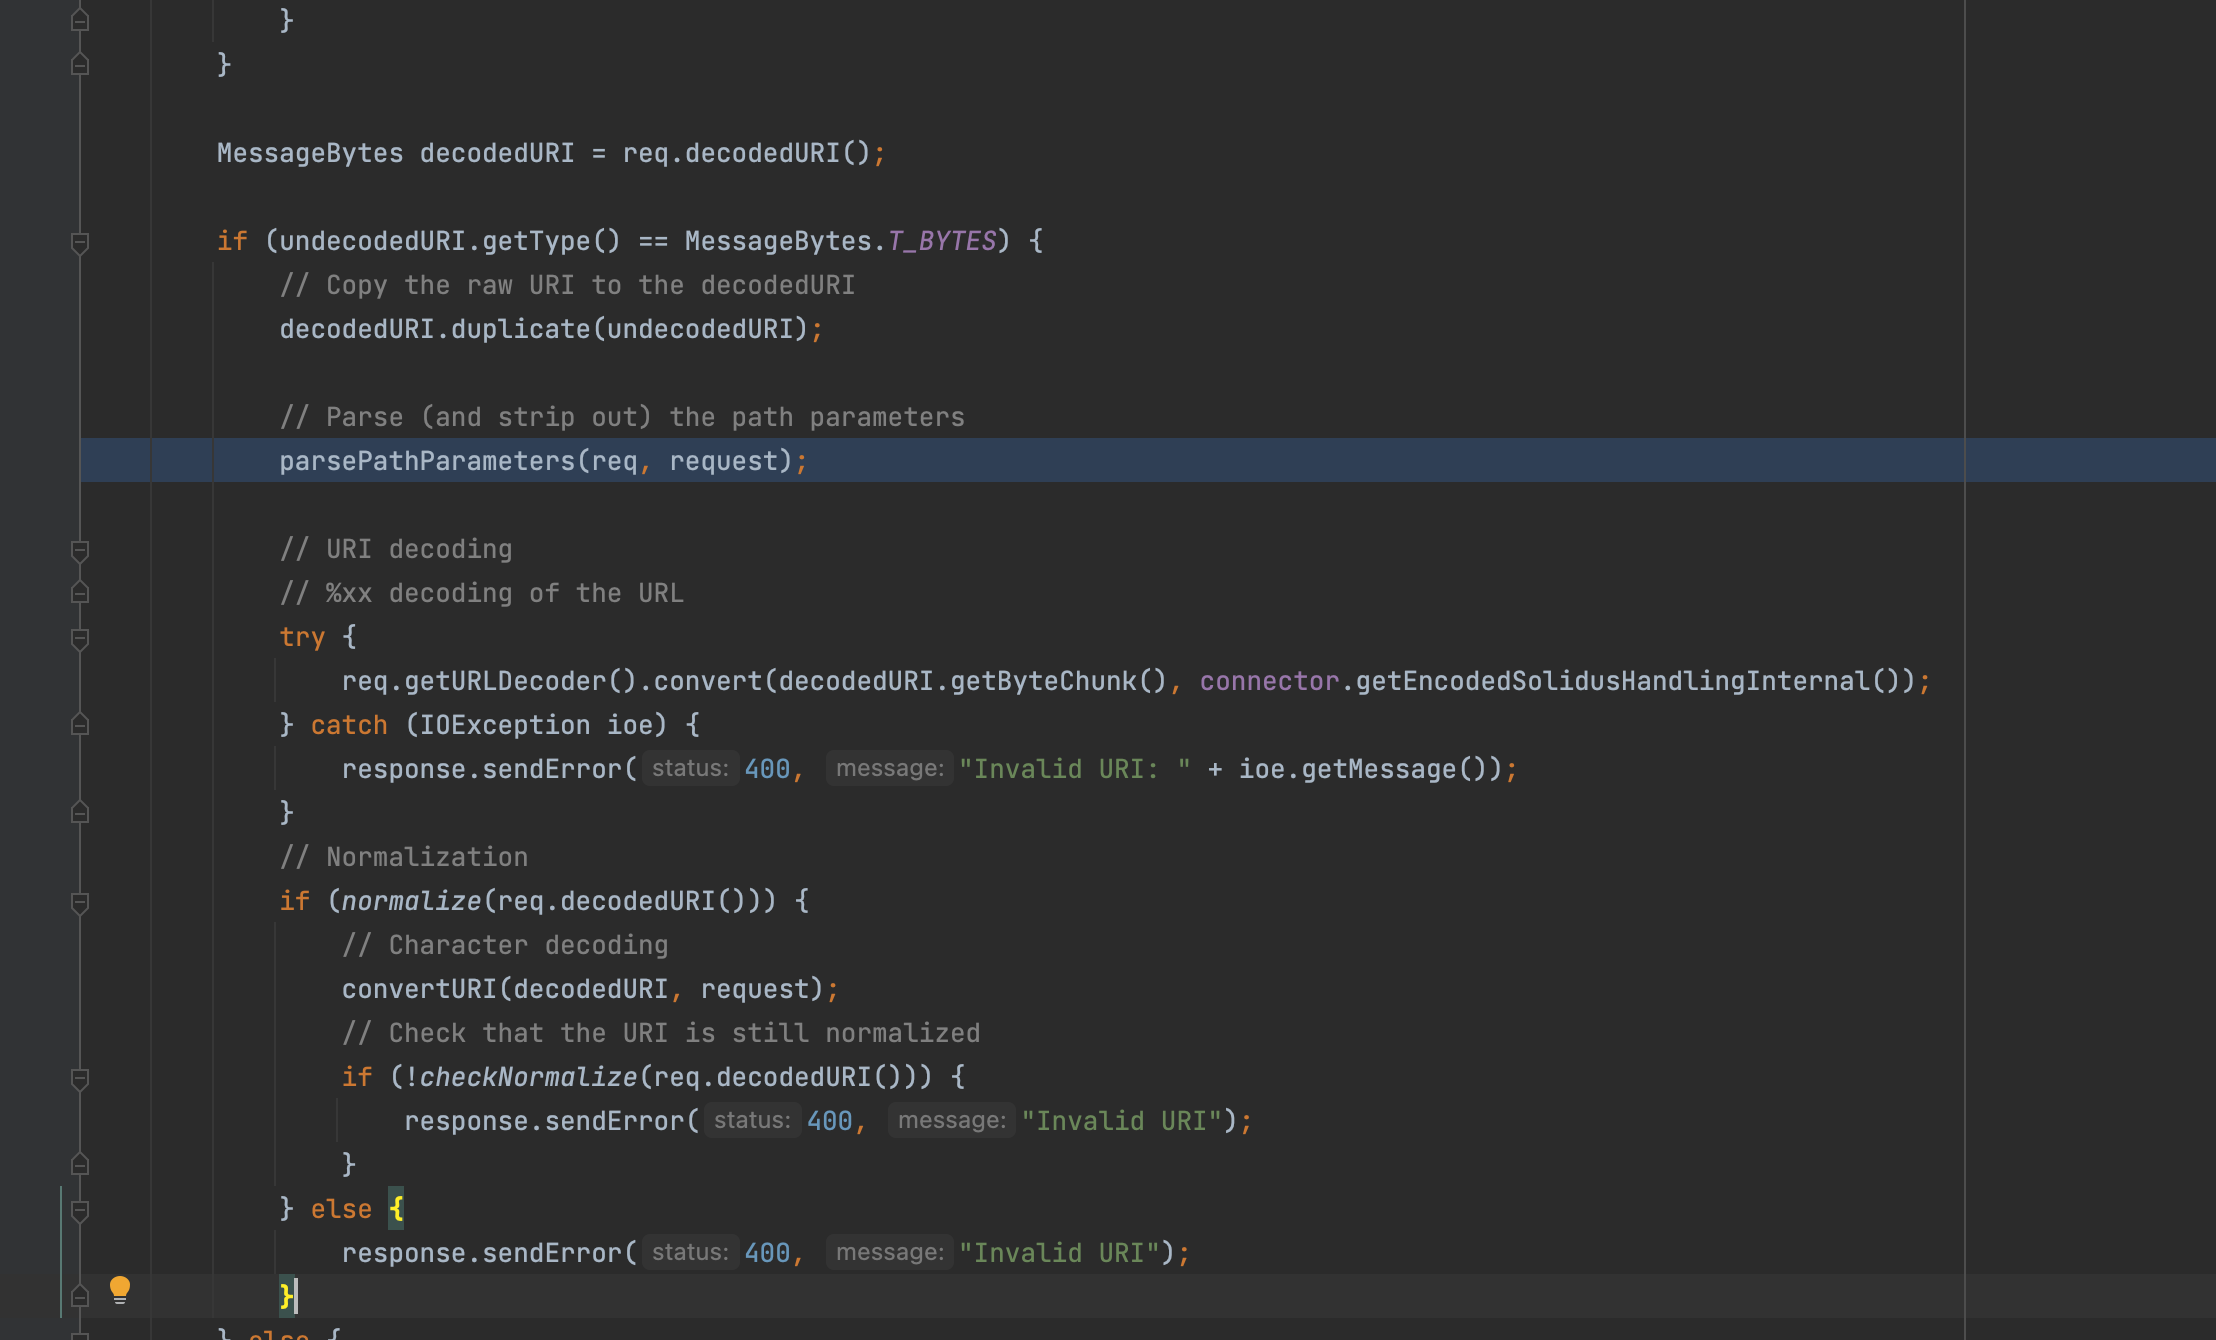 }
}
MessageBytes decodedURI = req.decodedURI();
if (undecodedURI.getType() == MessageBytes.T_BYTES) {
// Copy the raw URI to the decodedURI
decodedURI.duplicate(undecodedURI);
// Parse (and strip out) the path parameters
parsePathParameters(req, request);
// URI decoding
// %xx decoding of the URL
try {
req.getURLDecoder().convert(decodedURI.getByteChunk(), connector.getEncodedSolidusHandlingInternal());
} catch (IOException ioe) {
response.sendError( status: 400, message: "Invalid URI: " + ioe.getMessage());
}
// Normalization
if (normalize(req.decodedURI())) {
// Character decoding
convertURI(decodedURI, request);
// Check that the URI is still normalized
if (!checkNormalize(req.decodedURI())) {
response.sendError( status: 400, message: "Invalid URI");
}
} else {
response.sendError( status: 400, message: "Invalid URI");
}
} else {